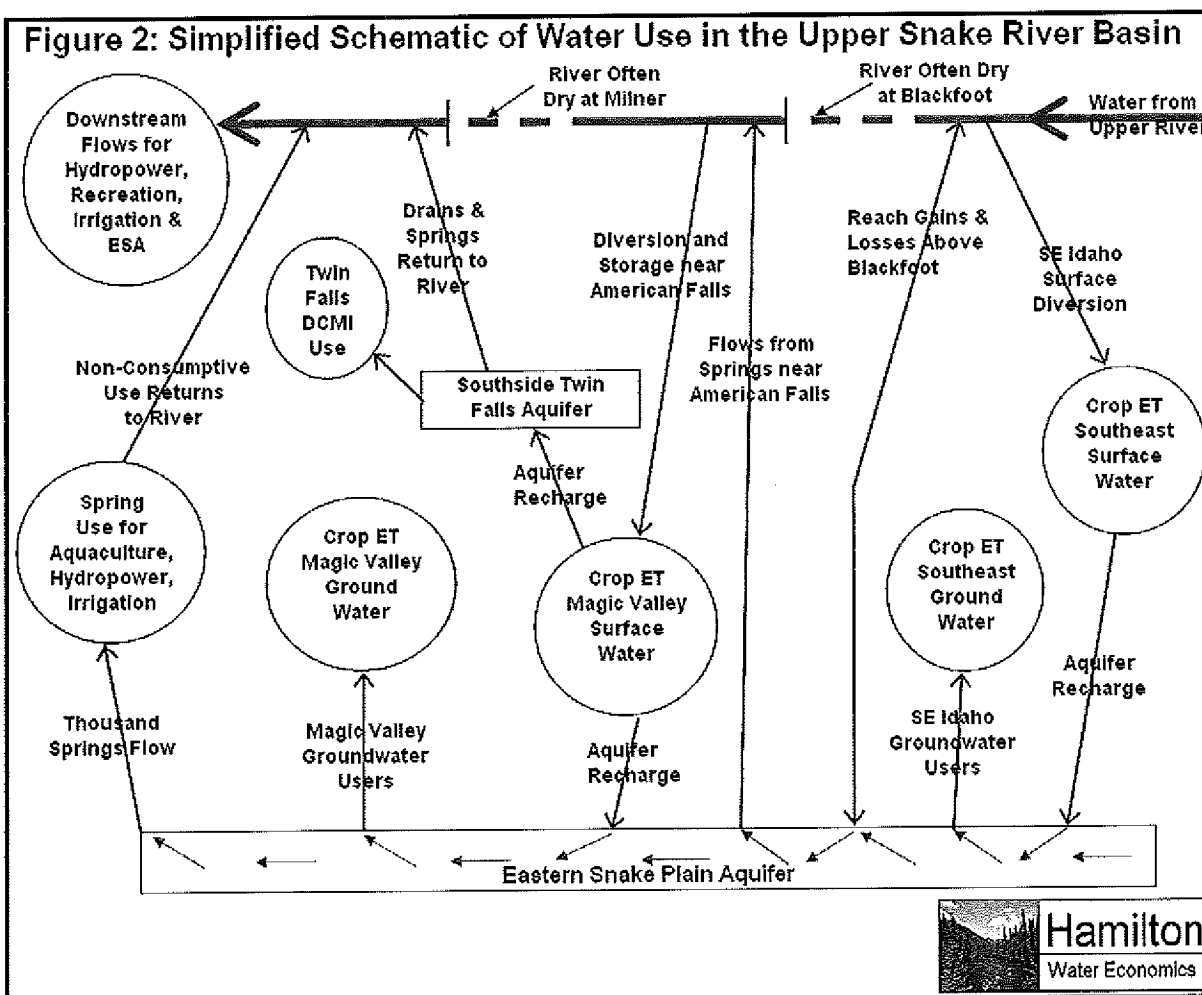 Figure 2: Simplified Schematic of Water Use in the Upper Snake River Basin
River Often
Dry at Milner
River Often Dry
at Blackfoot
Water from
Upper River
Downstream
Flows for
Hydropower,
Recreation,
Irrigation &
ESA
Drains &
Springs
Return to
River
Diversion and
Storage near
American Falls
Reach Gains &
Losses Above
Blackfoot
SE Idaho
Surface
Diversion
Twin
Falls
DCMI
Use
Flows from
Springs near
American Falls
Non-Consumptive
Use Returns
to River
Southside Twin
Falls Aquifer
Crop ET
Southeast
Surface
Water
Aquifer
Recharge
Spring
Use for
Aquaculture,
Hydropower,
Irrigation
Crop ET
Magic Valley
Ground
Water
Crop ET
Magic Valley
Surface
Water
Crop ET
Southeast
Ground
Water
Aquifer
Recharge
Thousand
Springs Flow
Magic Valley
Groundwater
Users
Aquifer
Recharge
SE Idaho
Groundwater
Users
Eastern Snake Plain Aquifer
Hamilton
Water Economics